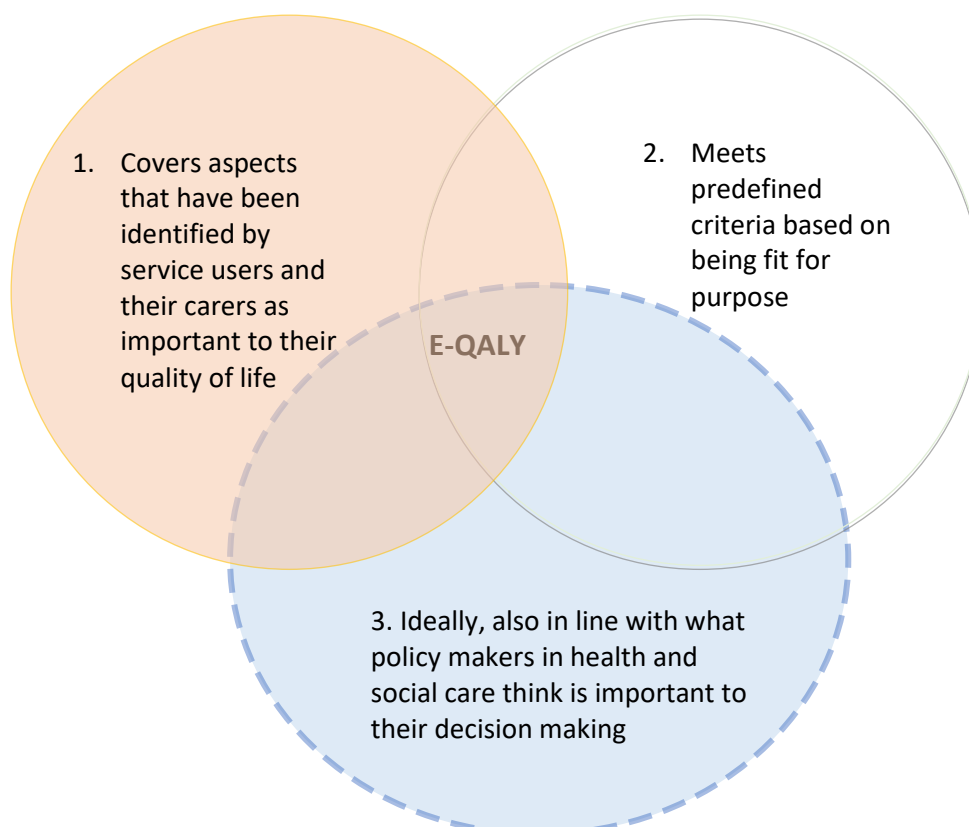 1. Covers aspects
that have been
identified by
service users and
their carers as
important to their
quality of life
2. Meets
predefined
criteria based on
being fit for
purpose
E-QALY
3. Ideally, also in line with what
policy makers in health and
social care think is important to
their decision making